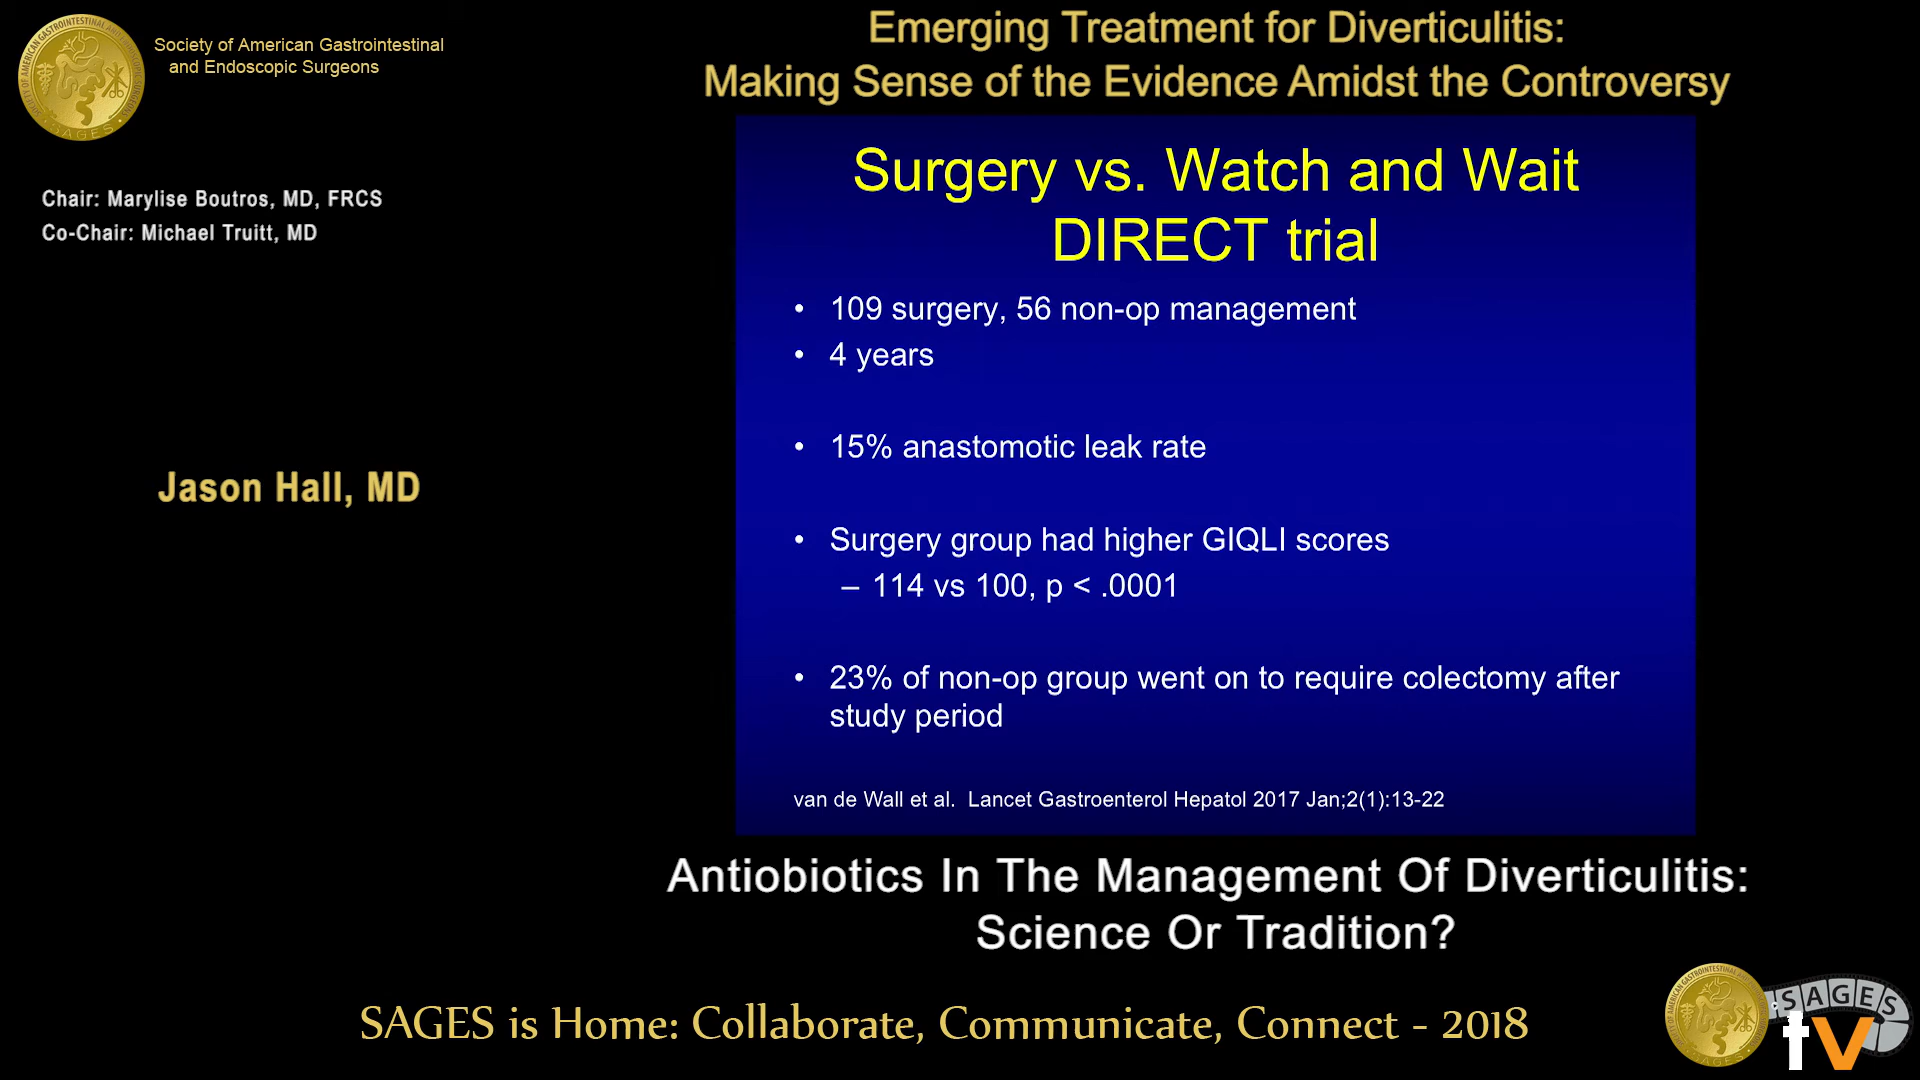 Society of American Gastrointestinal
and Endoscopic Surgeons
Emerging Treatment for Diverticulitis:
Making Sense of the Evidence Amidst the Controversy
Chair: Marylise Boutros, MD, FRCS
Co-Chair: Michael Truitt, MD
Jason Hall, MD
Surgery vs. Watch and Wait
DIRECT trial
• 109 surgery, 56 non-op management
• 4 years
• 15% anastomotic leak rate
• Surgery group had higher GIQLI scores
– 114 vs 100, p < .0001
• 23% of non-op group went on to require colectomy after
study period
van de Wall et al. Lancet Gastroenterol Hepatol 2017 Jan;2(1):13-22
Antiobiotics In The Management Of Diverticulitis:
Science Or Tradition?
SAGES is Home: Collaborate, Communicate, Connect - 2018
SAGES
tv